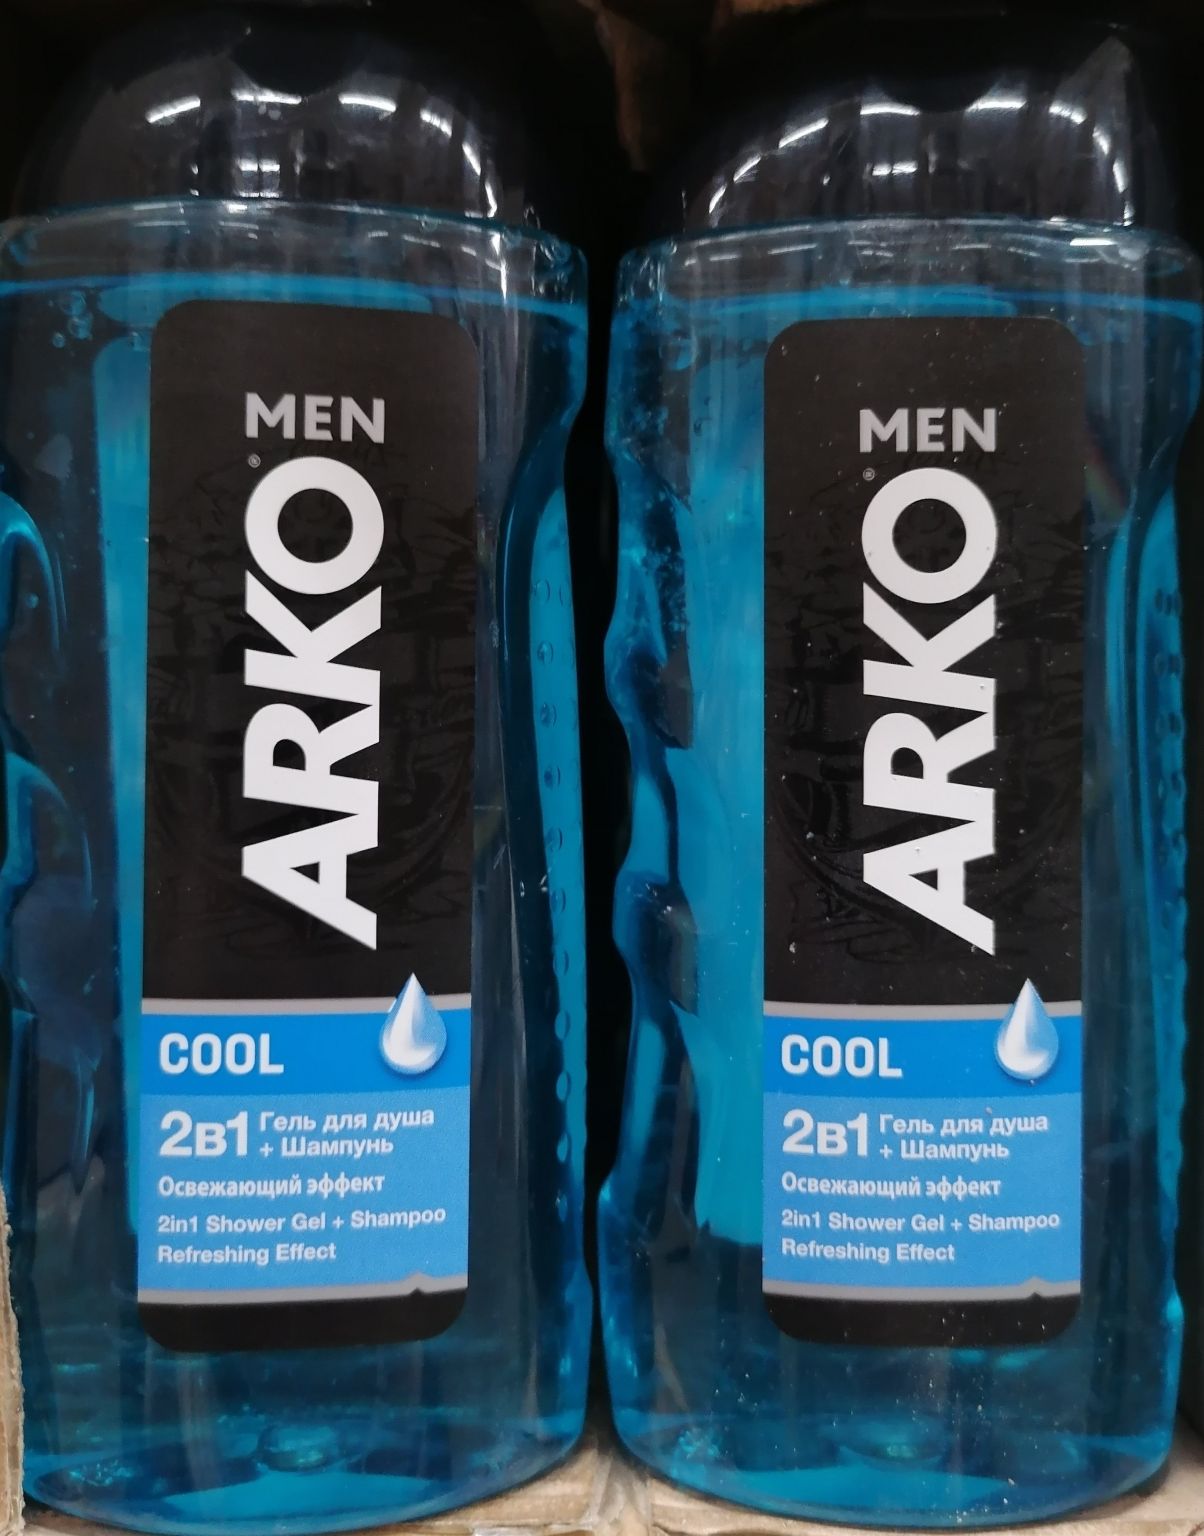 MEN
ARKO
®
COOL
2в1 Гель для душа
+ Шампунь
Освежающий эффект
2in1 Shower Gel + Shampoo
Refreshing Effect
MEN
ARKO
®
COOL
2в1 Гель для душа
+ Шампунь
Освежающий эффект
2in1 Shower Gel + Shampoo
Refreshing Effect